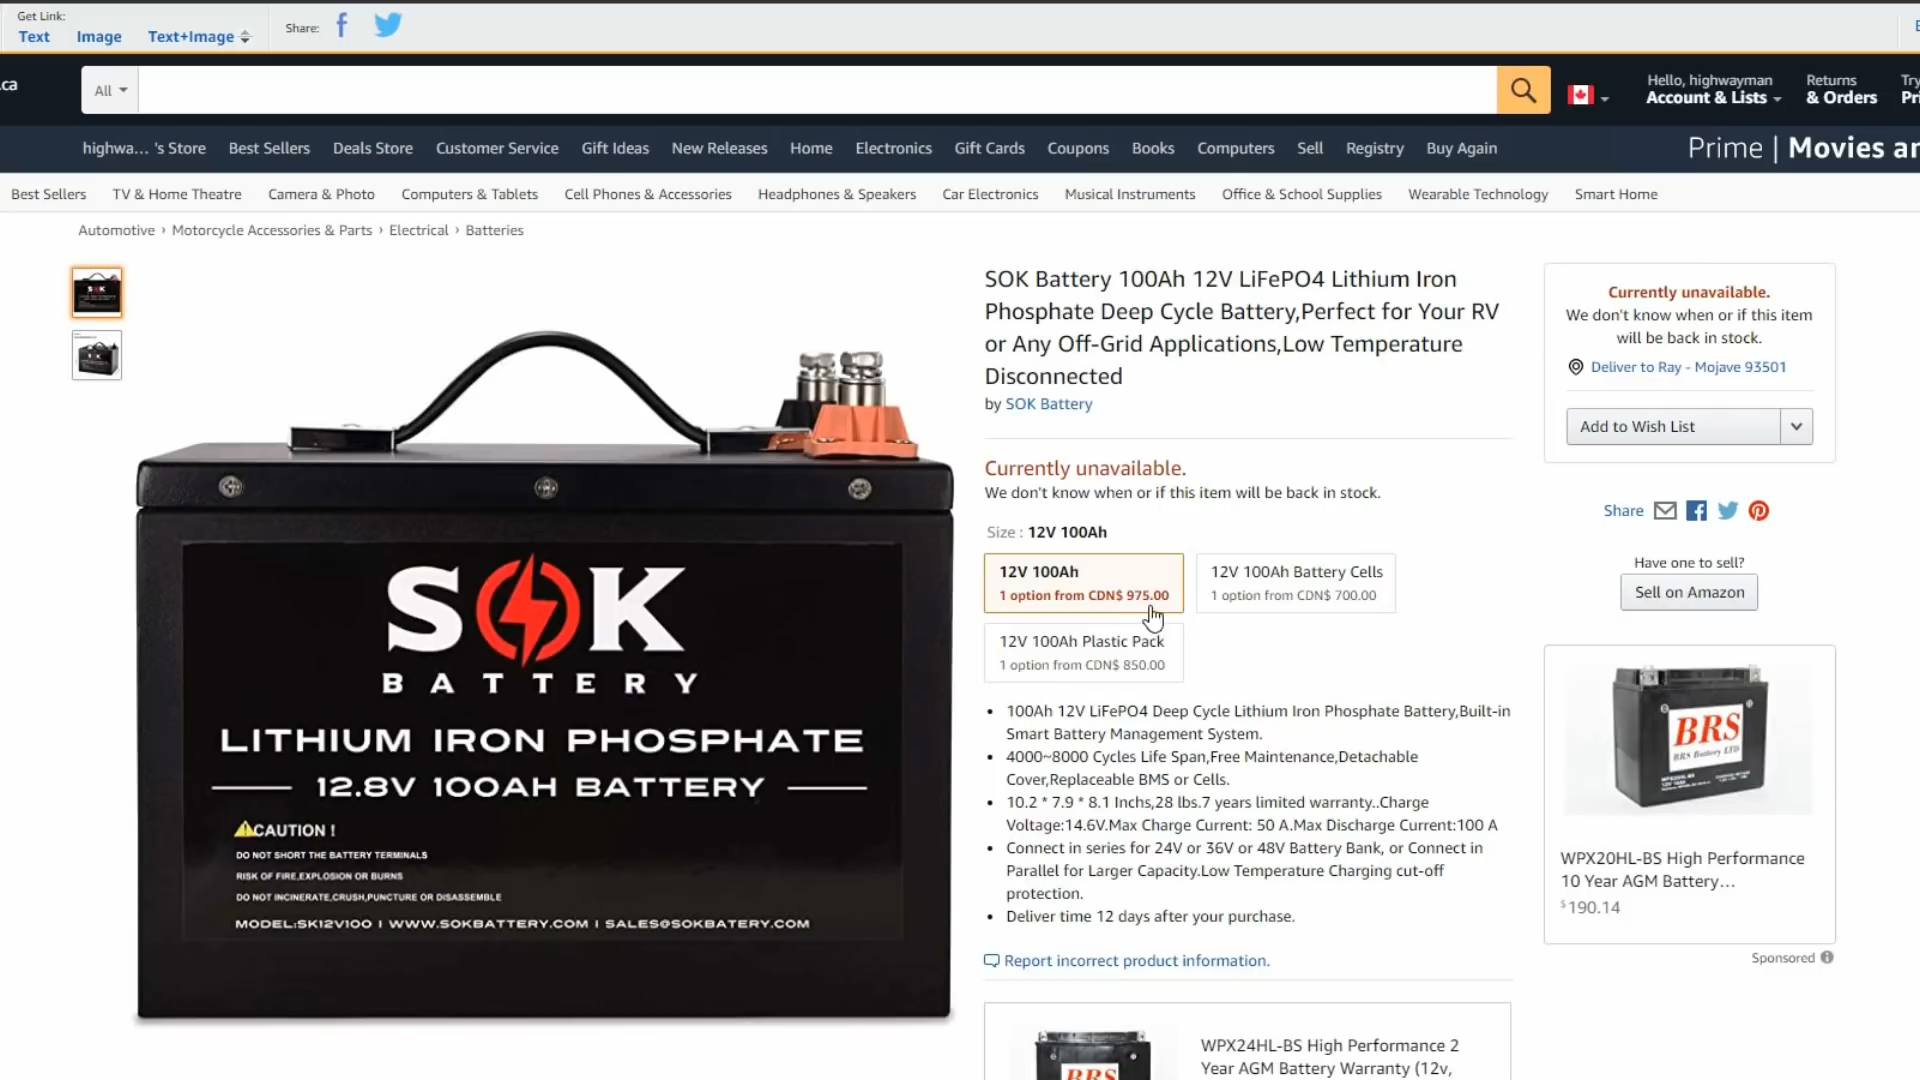 Get Link:
Text Image Text+Image
Share:
.ca
All
Hello, highwayman
Account & Lists
Returns
& Orders
Try
Pri
highwa... 's Store Best Sellers Deals Store Customer Service Gift Ideas New Releases Home Electronics Gift Cards Coupons Books Computers Sell Registry Buy Again
Prime | Movies an
Best Sellers TV & Home Theatre Camera & Photo Computers & Tablets Cell Phones & Accessories Headphones & Speakers Car Electronics Musical Instruments Office & School Supplies Wearable Technology Smart Home
Automotive › Motorcycle Accessories & Parts › Electrical › Batteries
SOK
BATTERY
LITHIUM IRON PHOSPHATE
12.8V 100AH BATTERY
CAUTION !
DO NOT SHORT THE BATTERY TERMINALS
RISK OF FIRE,EXPLOSION OR BURNS
DO NOT INCINERATE,CRUSH,PUNCTURE OR DISASSEMBLE
MODEL:SK12V100 | WWW.SOKBATTERY.COM | SALES@SOKBATERY.COM
SOK Battery 100Ah 12V LiFePO4 Lithium Iron
Phosphate Deep Cycle Battery,Perfect for Your RV
or Any Off-Grid Applications,Low Temperature
Disconnected
by SOK Battery
Currently unavailable.
We don't know when or if this item will be back in stock.
Size : 12V 100Ah
12V 100Ah
1 option from CDN$ 975.00
12V 100Ah Battery Cells
1 option from CDN$ 700.00
12V 100Ah Plastic Pack
1 option from CDN$ 850.00
• 100Ah 12V LiFePO4 Deep Cycle Lithium Iron Phosphate Battery,Built-in
Smart Battery Management System.
• 4000~8000 Cycles Life Span,Free Maintenance,Detachable
Cover,Replaceable BMS or Cells.
• 10.2 * 7.9 * 8.1 Inchs,28 lbs.7 years limited warranty..Charge
Voltage:14.6V.Max Charge Current: 50 A.Max Discharge Current:100 A
• Connect in series for 24V or 36V or 48V Battery Bank, or Connect in
Parallel for Larger Capacity.Low Temperature Charging cut-off
protection.
• Deliver time 12 days after your purchase.
Report incorrect product information.
WPX24HL-BS High Performance 2
Year AGM Battery Warranty (12v,
BRS
Currently unavailable.
We don't know when or if this item
will be back in stock.
Deliver to Ray - Mojave 93501
Add to Wish List
Share
Have one to sell?
Sell on Amazon
BRS
BRS Battery LTD
WPX20HL-BS High Performance
10 Year AGM Battery...
$190.14
Sponsored